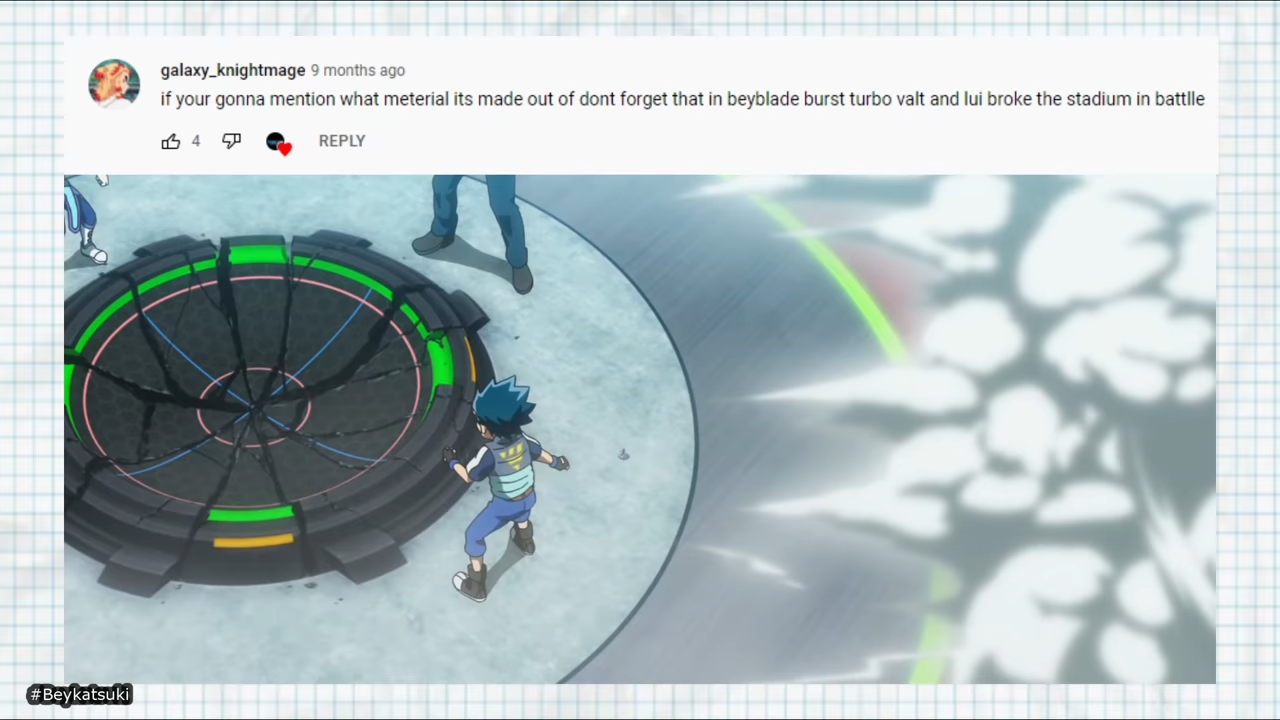 galaxy_knightmage 9 months ago
if your gonna mention what meterial its made out of dont forget that in beyblade burst turbo valt and lui broke the stadium in battlle
4
REPLY
#Beykatsuki